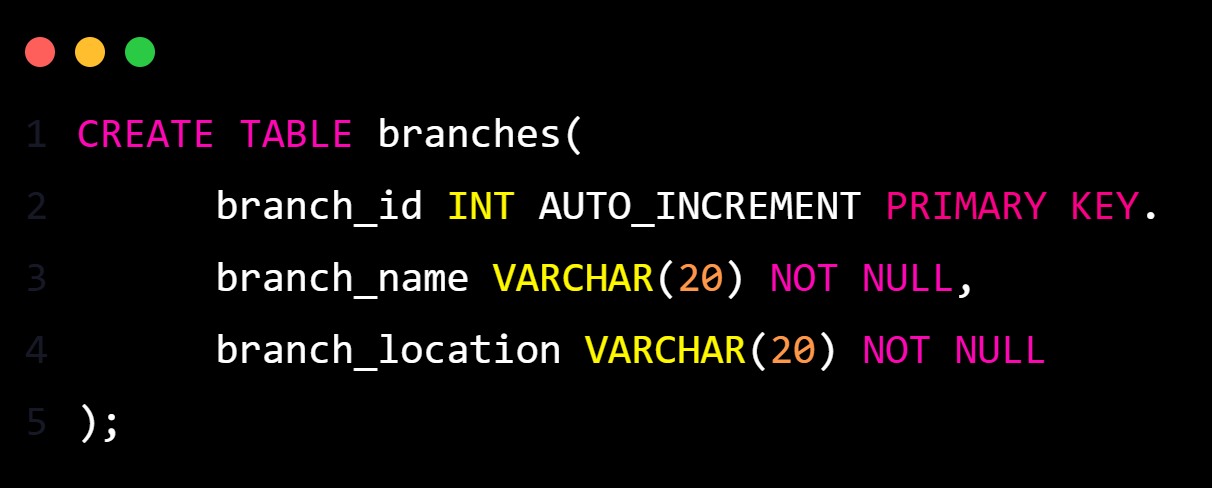 1 CREATE TABLE branches(
2 branch_id INT AUTO_INCREMENT PRIMARY KEY.
3 branch_name VARCHAR(20) NOT NULL,
4 branch_location VARCHAR(20) NOT NULL
5 );